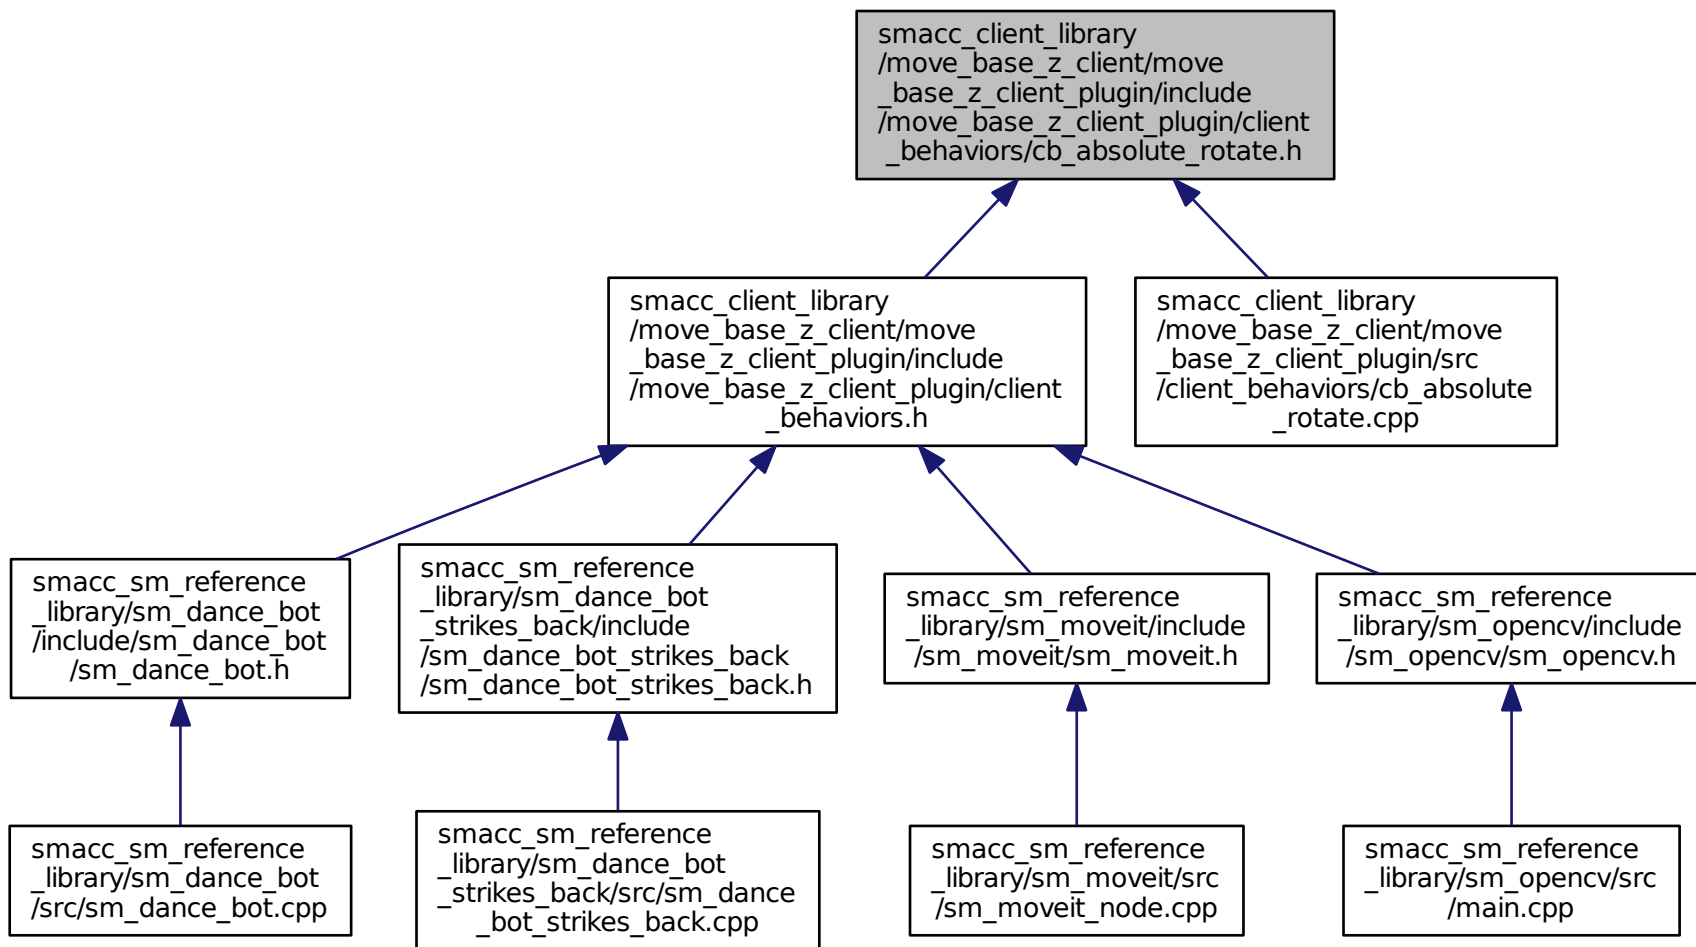 smacc_client_library
/move_base_z_client/move
_base_z_client_plugin/include
/move_base_z_client_plugin/client
_behaviors/cb_absolute_rotate.h
smacc_client_library
/move_base_z_client/move
_base_z_client_plugin/include
/move_base_z_client_plugin/client
_behaviors.h
smacc_client_library
/move_base_z_client/move
_base_z_client_plugin/src
/client_behaviors/cb_absolute
_rotate.cpp
smacc_sm_reference
_library/sm_dance_bot
/include/sm_dance_bot
/sm_dance_bot.h
smacc_sm_reference
_library/sm_dance_bot
_strikes_back/include
/sm_dance_bot_strikes_back
/sm_dance_bot_strikes_back.h
smacc_sm_reference
_library/sm_moveit/include
/sm_moveit/sm_moveit.h
smacc_sm_reference
_library/sm_opencv/include
/sm_opencv/sm_opencv.h
smacc_sm_reference
_library/sm_dance_bot
/src/sm_dance_bot.cpp
smacc_sm_reference
_library/sm_dance_bot
_strikes_back/src/sm_dance
_bot_strikes_back.cpp
smacc_sm_reference
_library/sm_moveit/src
/sm_moveit_node.cpp
smacc_sm_reference
_library/sm_opencv/src
/main.cpp